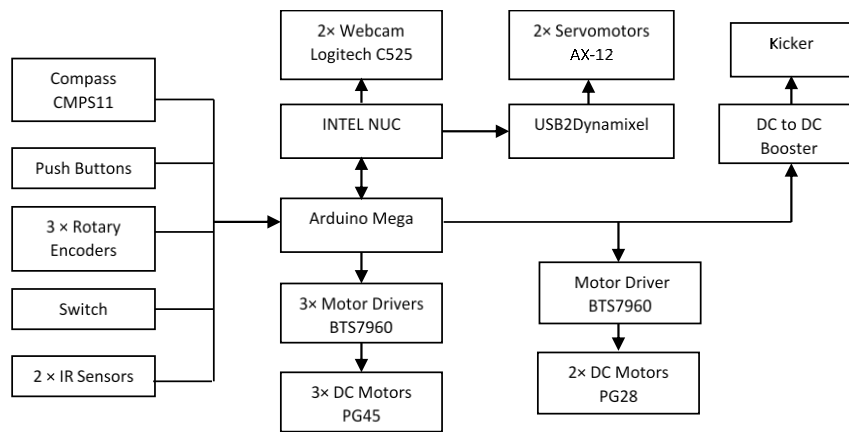 2× Webcam
Logitech C525
2× Servomotors
AX-12
Kicker
Compass
CMPS11
INTEL NUC
USB2Dynamixel
DC to DC
Booster
Push Buttons
3 × Rotary
Encoders
Arduino Mega
Switch
3× Motor Drivers
BTS7960
Motor Driver
BTS7960
2 × IR Sensors
3× DC Motors
PG45
2× DC Motors
PG28